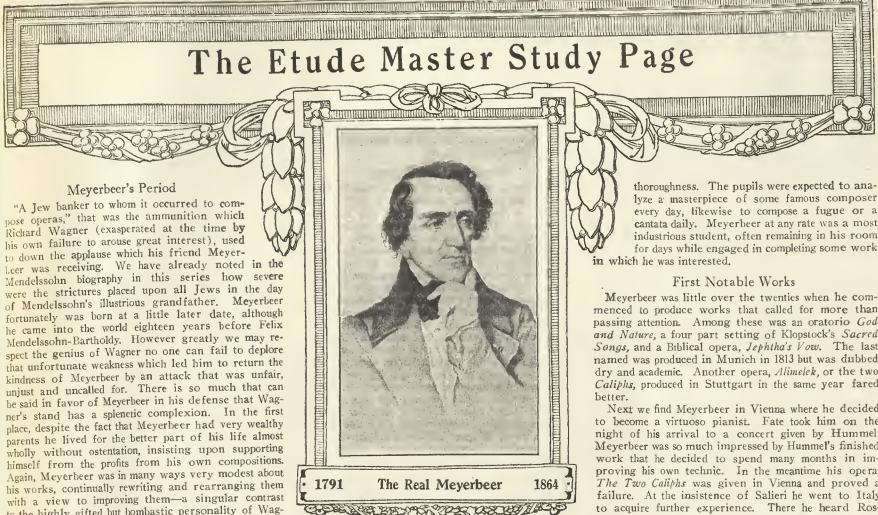 The Etude Master Study Page
Meyerbeer's Period
"A Jew banker to whom it occurred to com-
pose operas," that was the ammunition which
Richard Wagner (exasperated at the time by
his own failure to arouse great interest), used
to down the applause which his friend Meyer-
beer was receiving. We have already noted in the
Mendelssohn biography in this series how severe
were the strictures placed upon all Jews in the day
of Mendelssohn's illustrious grandfather. Meyerbeer
fortunately was born at a little later date, although
he came into the world eighteen years before Felix
Mendelssohn-Bartholdy. However greatly we may re-
spect the genius of Wagner no one can fail to deplore
that unfortunate weakness which led him to return the
kindness of Meyerbeer by an attack that was unfair,
unjust and uncalled for. There is so much that can
be said in favor of Meyerbeer in his defense that Wag-
ner's stand has a splenetic complexion. In the first
place, despite the fact that Meyerbeer had very wealthy
parents he lived for the better part of his life almost
wholly without ostentation, insisting upon supporting
himself from the profits from his own compositions.
Again, Meyerbeer was in many ways very modest about
his works, continually rewriting and rearranging them
with a view to improving them—a singular contrast
to the highly gifted but bombastic personality of Wag-
1791 The Real Meyerbeer 1864
thoroughness. The pupils were expected to ana-
lyze a masterpiece of some famous composer
every day, likewise to compose a fugue or a
cantata daily. Meyerbeer at any rate was a most
industrious student, often remaining in his room
for days while engaged in completing some work
in which he was interested.
First Notable Works
Meyerbeer was little over the twenties when he com-
menced to produce works that called for more than
passing attention. Among these was an oratorio God
and Nature, a four part setting of Klopstock's Sacred
Songs, and a Biblical opera, Jephtha's Vow. The last
named was produced in Munich in 1813 but was dubbed
dry and academic. Another opera, Alimelek, or the two
Caliphs, produced in Stuttgart in the same year fared
better.
Next we find Meyerbeer in Vienna where he decided
to become a virtuoso pianist. Fate took him on the
night of his arrival to a concert given by Hummel.
Meyerbeer was so much impressed by Hummel's finished
work that he decided to spend many months in im-
proving his own technic. In the meantime his opera
The Two Caliphs was given in Vienna and proved a
failure. At the insistence of Salieri he went to Italy
to acquire further experience. There he heard Ros-